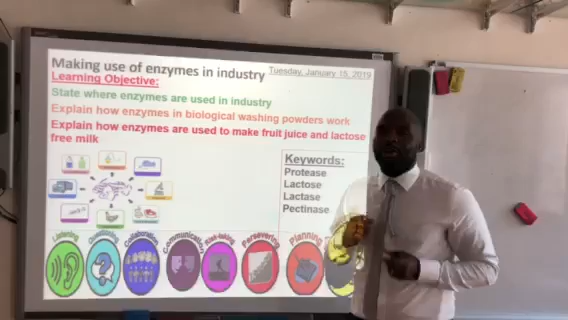 Making use of enzymes in industry
Tuesday, January 15, 2019
Learning Objective:
State where enzymes are used in industry
Explain how enzymes in biological washing powders work
Explain how enzymes are used to make fruit juice and lactose
free milk
Keywords:
Protease
Lactose
Lactase
Pectinase
Listening
Collaborating
Communicating
Risk-taking
Persevering
Planning